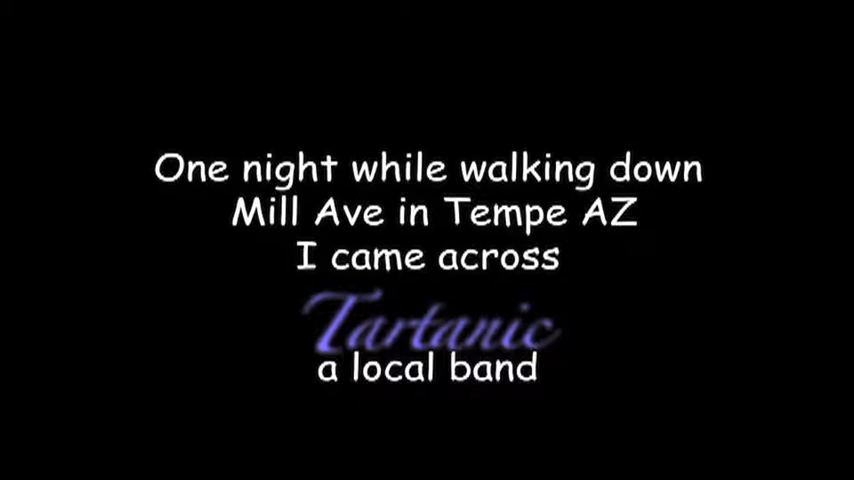 One night while walking down
Mill Ave in Tempe AZ
I came across
Tartanic
a local band